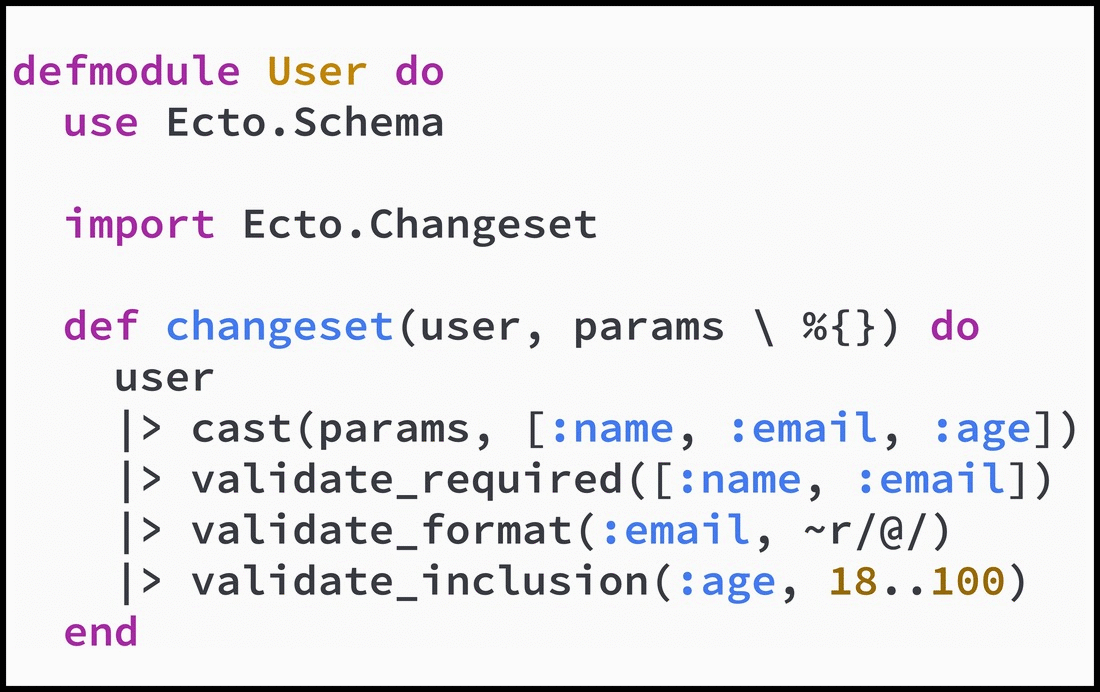 defmodule User do
  use Ecto.Schema

  import Ecto.Changeset

  def changeset(user, params \ %{}) do
    user
    |> cast(params, [:name, :email, :age])
    |> validate_required([:name, :email])
    |> validate_format(:email, ~r/@/)
    |> validate_inclusion(:age, 18..100)
  end